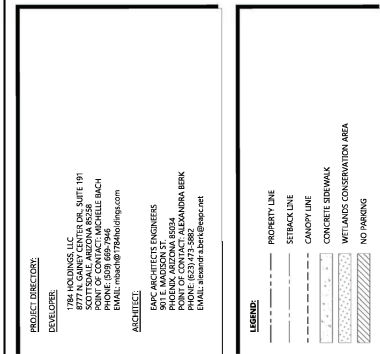 PROJECT DIRECTORY:
DEVELOPER:
1784 HOLDINGS, LLC
8777 N. GAINEY CENTER DR., SUITE 191
SCOTTSDALE, ARIZONA 85258
POINT OF CONTACT: MICHELLE BACH
PHONE: (509) 669-7946
EMAIL: mbach@1784holdings.com
ARCHITECT:
EAPC ARCHITECTS ENGINEERS
901 E. MADISON ST.
PHOENIX, ARIZONA 85034
POINT OF CONTACT: ALEXANDRA BERK
PHONE: (623) 473-5882
EMAIL: alexandra.berk@eapc.net
LEGEND:
PROPERTY LINE
SETBACK LINE
CANOPY LINE
CONCRETE SIDEWALK
WETLANDS CONSERVATION AREA
NO PARKING